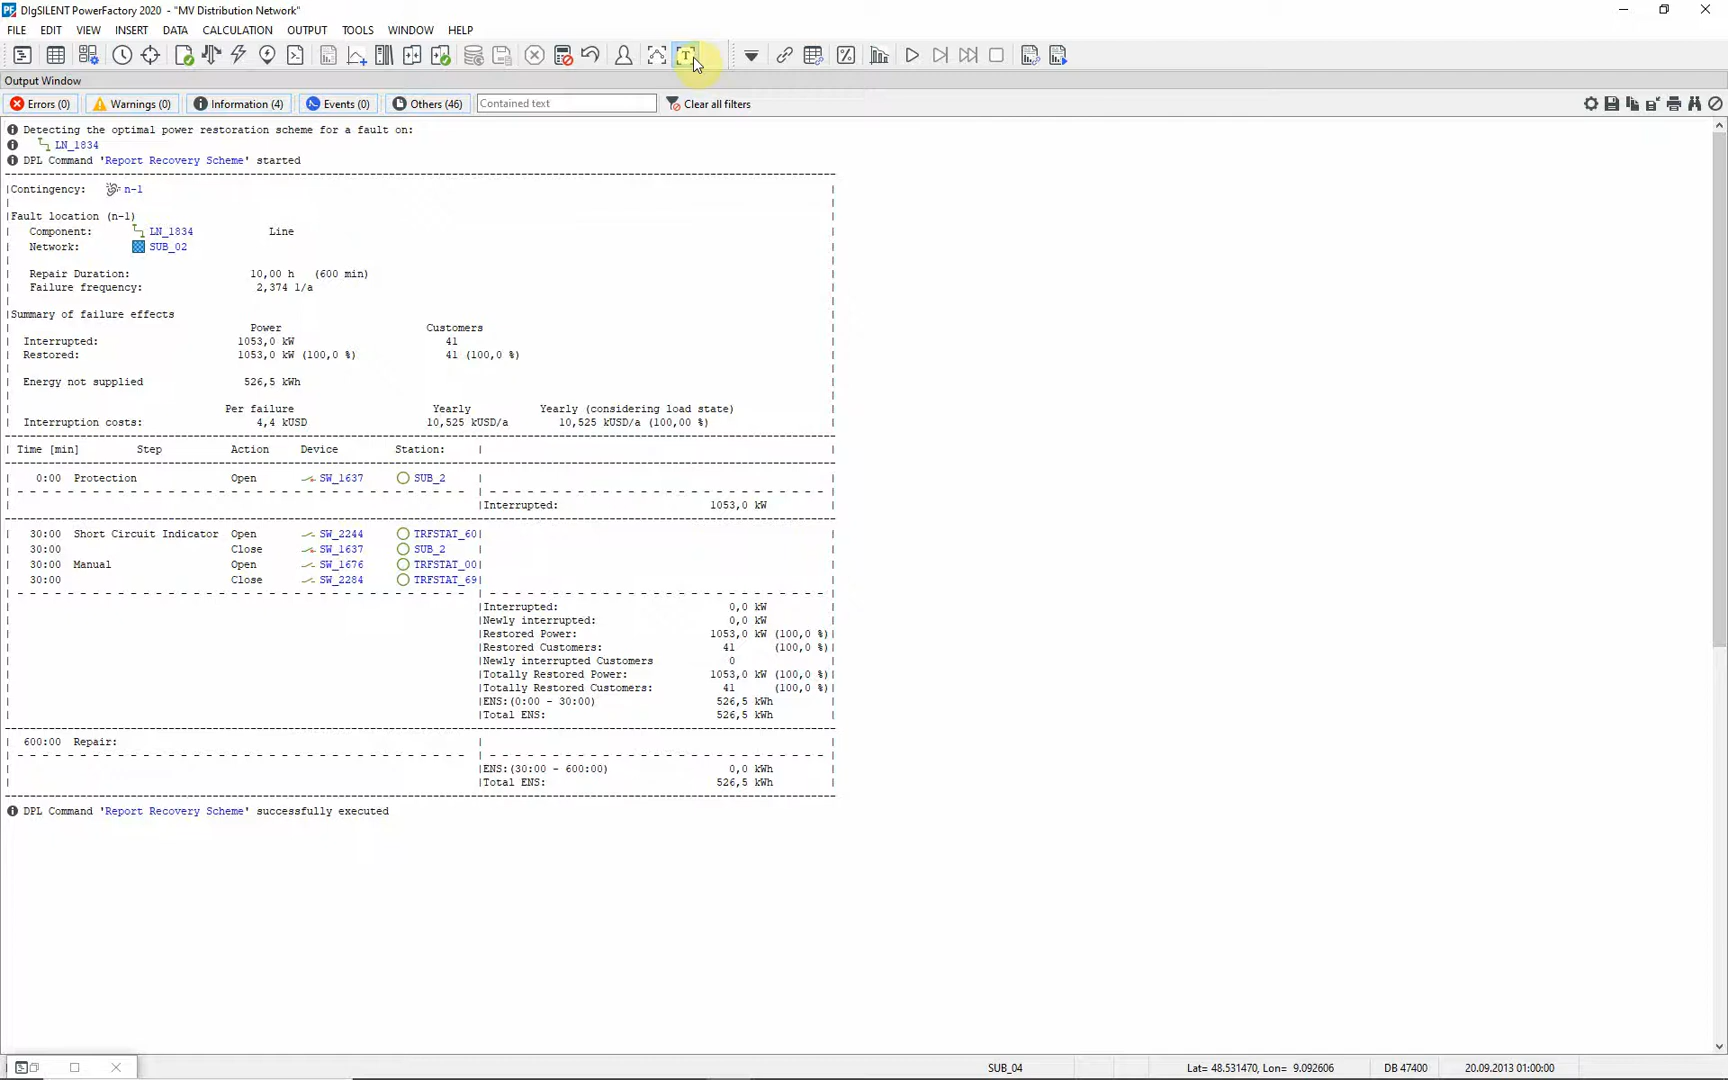 DIgSILENT PowerFactory 2020 - "MV Distribution Network"
FILE EDIT VIEW INSERT DATA CALCULATION OUTPUT TOOLS WINDOW HELP
Output Window
Errors (0) Warnings (0) Information (4) Events (0) Others (46) Contained text Clear all filters
Detecting the optimal power restoration scheme for a fault on:
LN_1834
DPL Command 'Report Recovery Scheme' started
Contingency: n-1
Fault location (n-1)
Component: LN_1834 Line
Network: SUB_02
Repair Duration: 10,00 h (600 min)
Failure frequency: 2,374 1/a
Summary of failure effects
Power Customers
Interrupted: 1053,0 kW 41
Restored: 1053,0 kW (100,0 %) 41 (100,0 %)
Energy not supplied 526,5 kWh
Per failure Yearly Yearly (considering load state)
Interruption costs: 4,4 kUSD 10,525 kUSD/a 10,525 kUSD/a (100,00 %)
Time [min] Step Action Device Station:
0:00 Protection Open SW_1637 SUB_2
Interrupted: 1053,0 kW
30:00 Short Circuit Indicator Open SW_2244 TRFSTAT_60
30:00 Close SW_1637 SUB_2
30:00 Manual Open SW_1676 TRFSTAT_00
30:00 Close SW_2284 TRFSTAT_69
Interrupted: 0,0 kW
Newly interrupted: 0,0 kW
Restored Power: 1053,0 kW (100,0 %)
Restored Customers: 41 (100,0 %)
Newly interrupted Customers 0
Totally Restored Power: 1053,0 kW (100,0 %)
Totally Restored Customers: 41 (100,0 %)
ENS:(0:00 - 30:00) 526,5 kWh
Total ENS: 526,5 kWh
600:00 Repair:
ENS:(30:00 - 600:00) 0,0 kWh
Total ENS: 526,5 kWh
DPL Command 'Report Recovery Scheme' successfully executed
SUB_04 Lat= 48.531470, Lon= 9.092606 DB 47400 20.09.2013 01:00:00